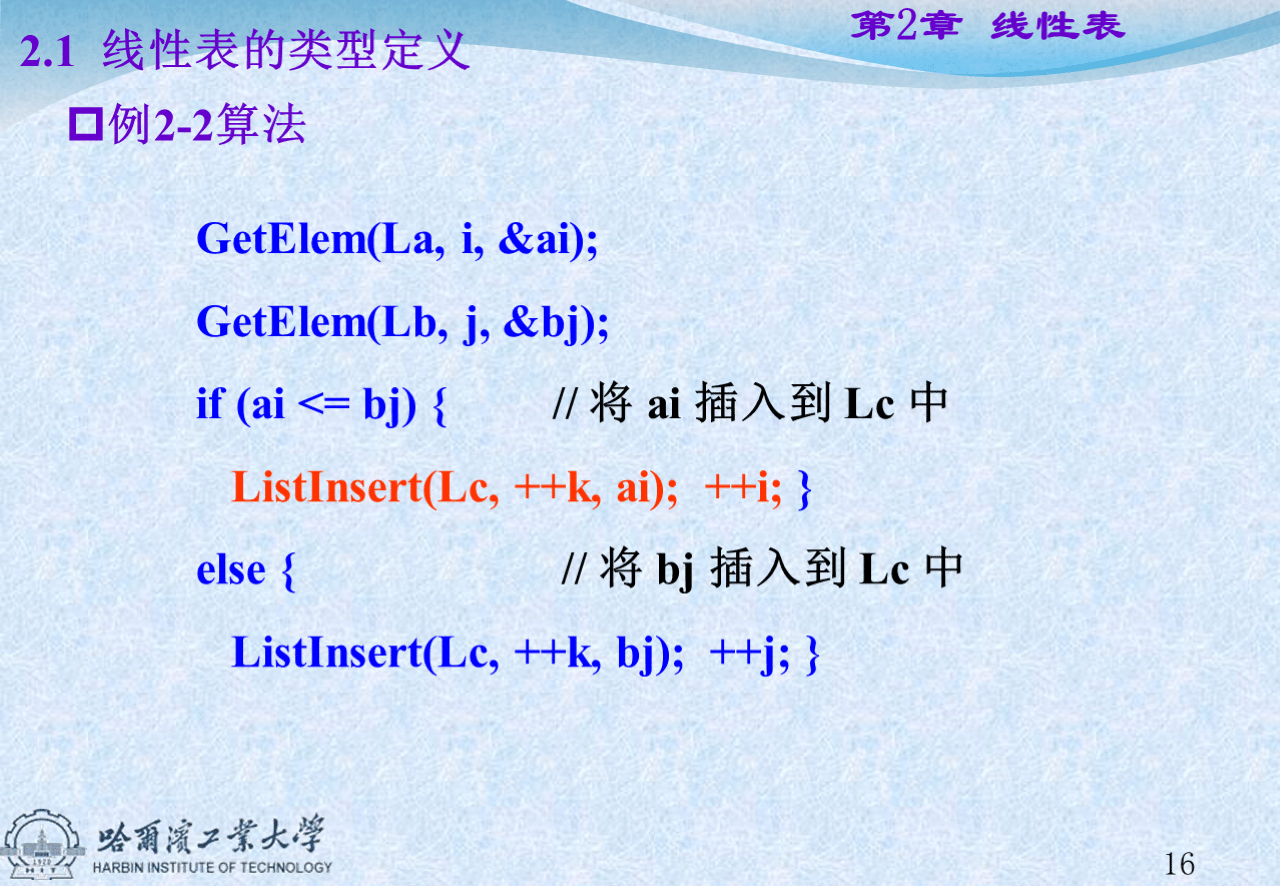 第2章 线性表
2.1 线性表的类型定义
例2-2算法
GetElem(La, i, &ai);
GetElem(Lb, j, &bj);
if (ai <= bj) { // 将 ai 插入到 Lc 中
ListInsert(Lc, ++k, ai); ++i; }
else { // 将 bj 插入到 Lc 中
ListInsert(Lc, ++k, bj); ++j; }
哈爾濱工業大學
HARBIN INSTITUTE OF TECHNOLOGY
1920
HIT
16